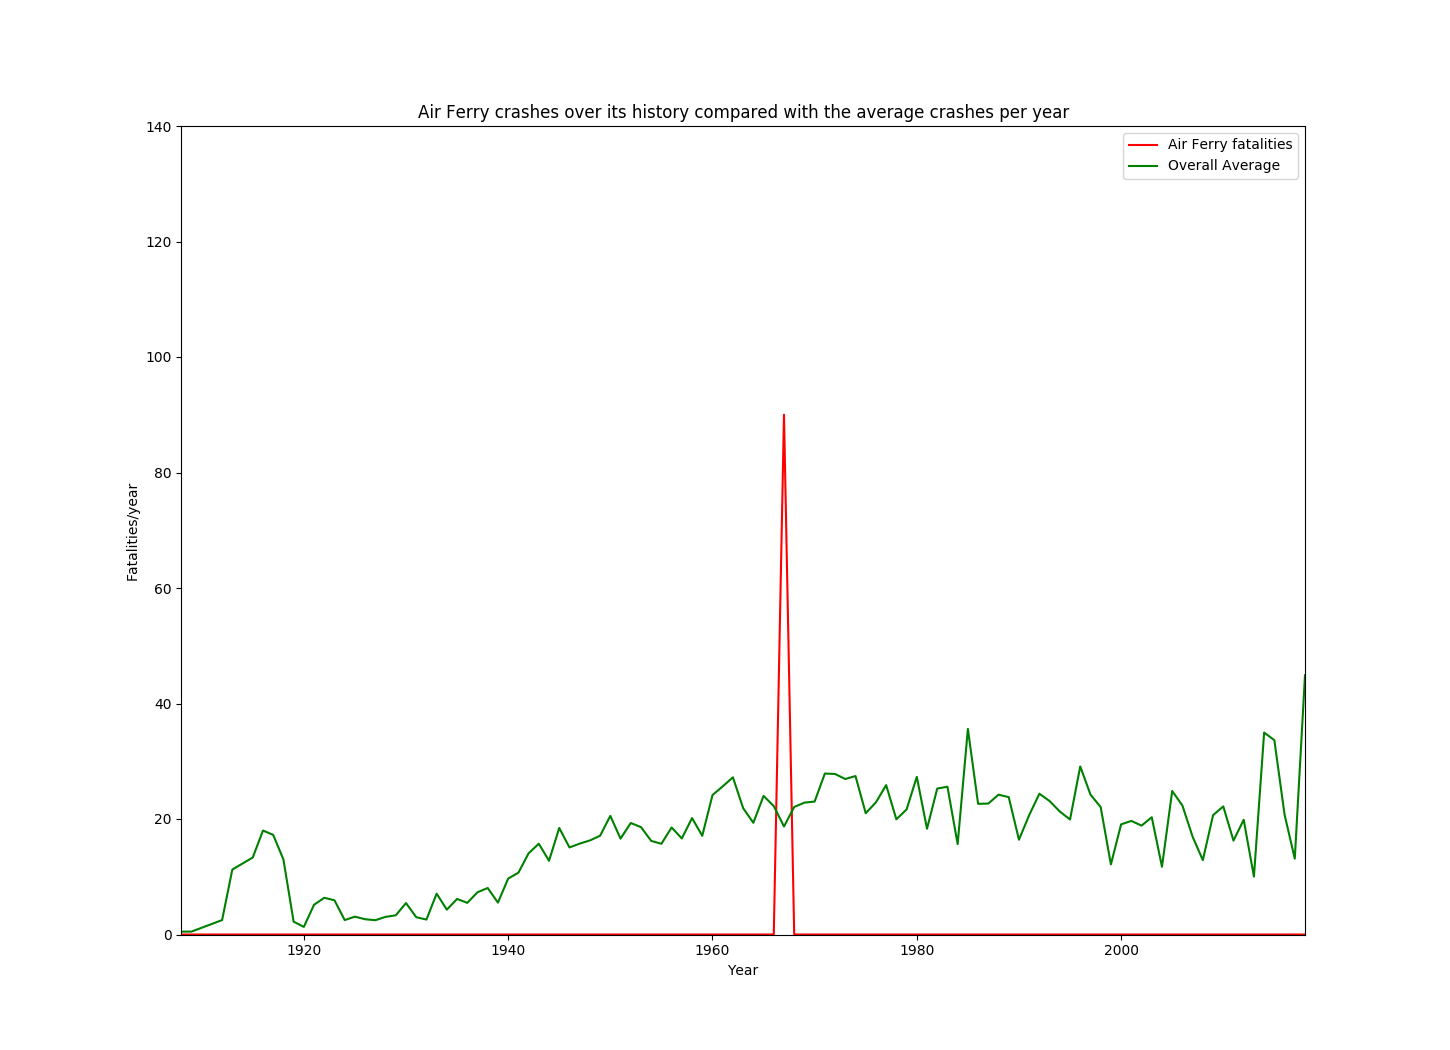 Air Ferry crashes over its history compared with the average crashes per year
140
120
100
80
60
40
20
0
Fatalities/year
Air Ferry fatalities
Overall Average
1920 1940 1960 1980 2000
Year